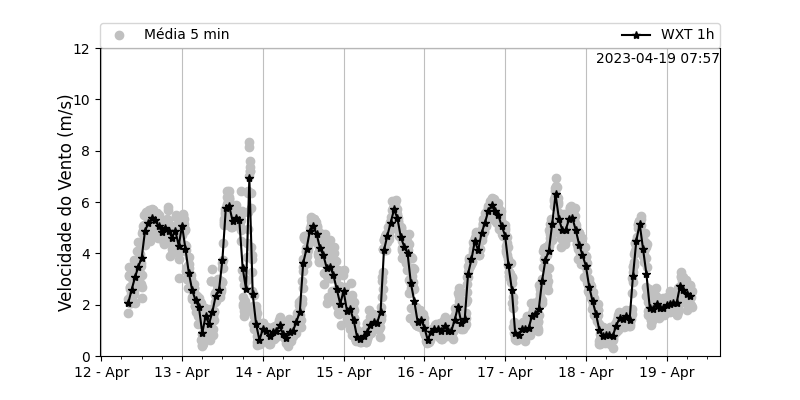 Média 5 min
WXT 1h
2023-04-19 07:57
Velocidade do Vento (m/s)
12
10
8
6
4
2
0
12 - Apr
13 - Apr
14 - Apr
15 - Apr
16 - Apr
17 - Apr
18 - Apr
19 - Apr